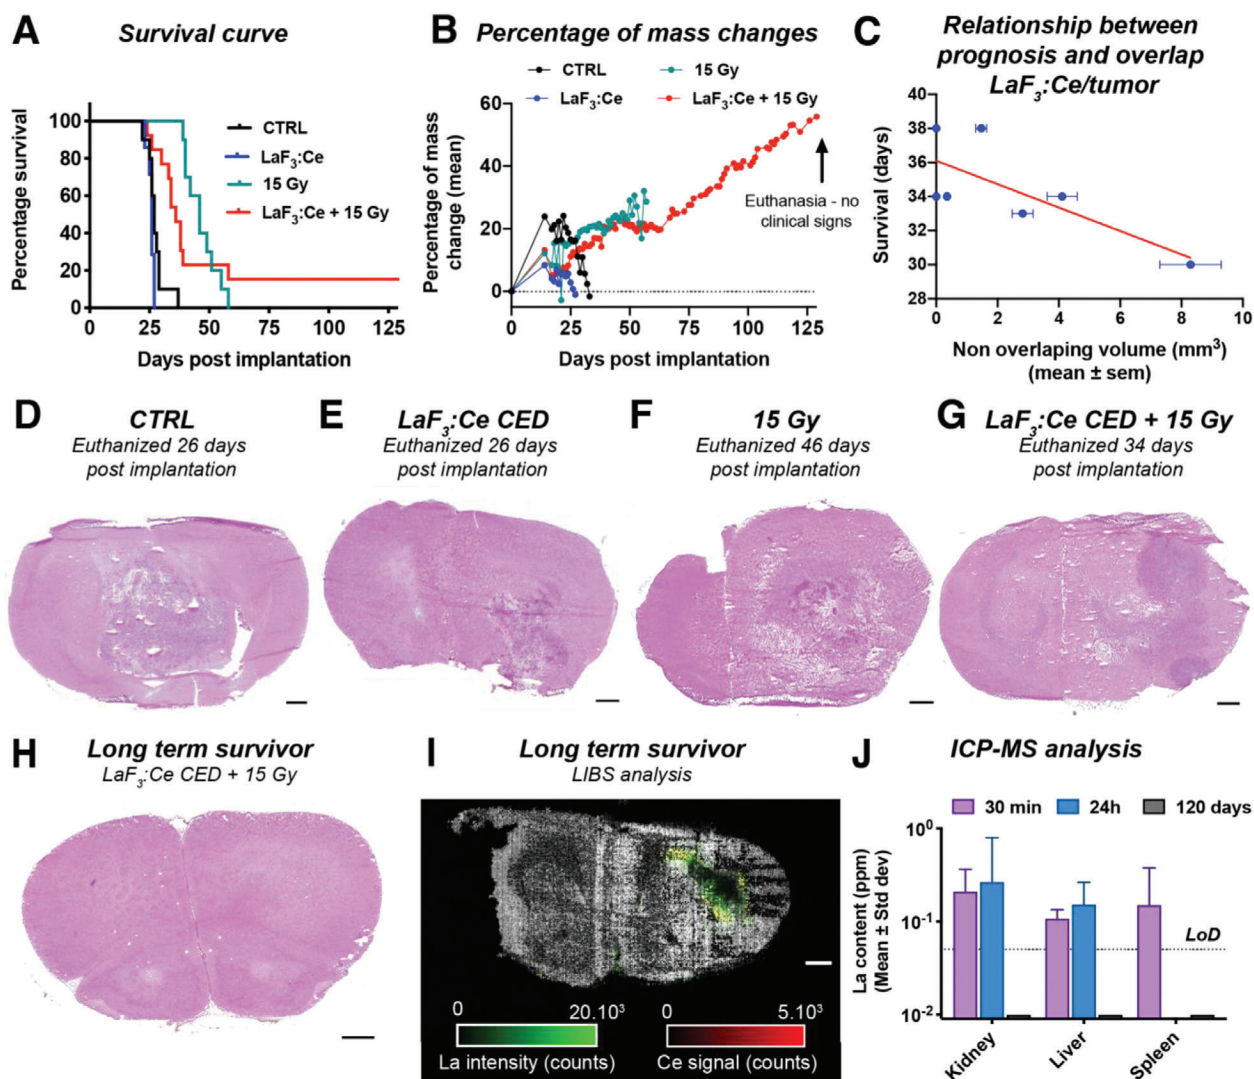 A
Survival curve
Percentage survival
100
80
60
40
20
0
0
25
50
75
100
125
Days post implantation
CTRL
LaF3:Ce
15 Gy
LaF3:Ce + 15 Gy
B
Percentage of mass changes
CTRL
15 Gy
LaF3:Ce
LaF3:Ce + 15 Gy
Percentage of mass
change (mean)
60
40
20
0
0
25
50
75
100
125
Days post implantation
Euthanasia - no
clinical signs
C
Relationship between
prognosis and overlap
LaF3:Ce/tumor
Survival (days)
40
38
36
34
32
30
28
0
2
4
6
8
10
Non overlaping volume (mm³)
(mean ± sem)
D
CTRL
Euthanized 26 days
post implantation
E
LaF3:Ce CED
Euthanized 26 days
post implantation
F
15 Gy
Euthanized 46 days
post implantation
G
LaF3:Ce CED + 15 Gy
Euthanized 34 days
post implantation
H
Long term survivor
LaF3:Ce CED + 15 Gy
I
Long term survivor
LIBS analysis
0
20.10³
La intensity (counts)
0
5.10³
Ce signal (counts)
J
ICP-MS analysis
30 min
24h
120 days
La content (ppm)
(Mean ± Std dev)
10⁰
10⁻¹
10⁻²
LoD
Kidney
Liver
Spleen